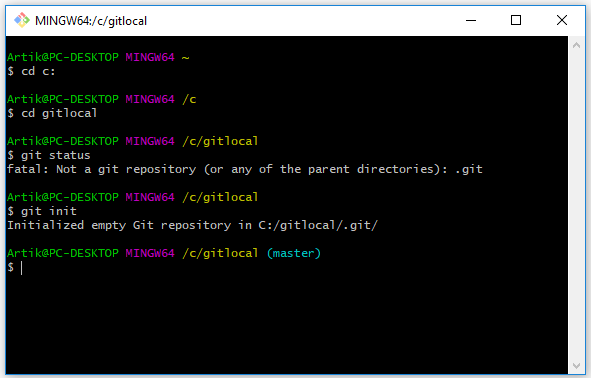 MINGW64:/c/gitlocal
Artik@PC-DESKTOP MINGW64 ~
$ cd c:
Artik@PC-DESKTOP MINGW64 /c
$ cd gitlocal
Artik@PC-DESKTOP MINGW64 /c/gitlocal
$ git status
fatal: Not a git repository (or any of the parent directories): .git
Artik@PC-DESKTOP MINGW64 /c/gitlocal
$ git init
Initialized empty Git repository in C:/gitlocal/.git/
Artik@PC-DESKTOP MINGW64 /c/gitlocal (master)
$